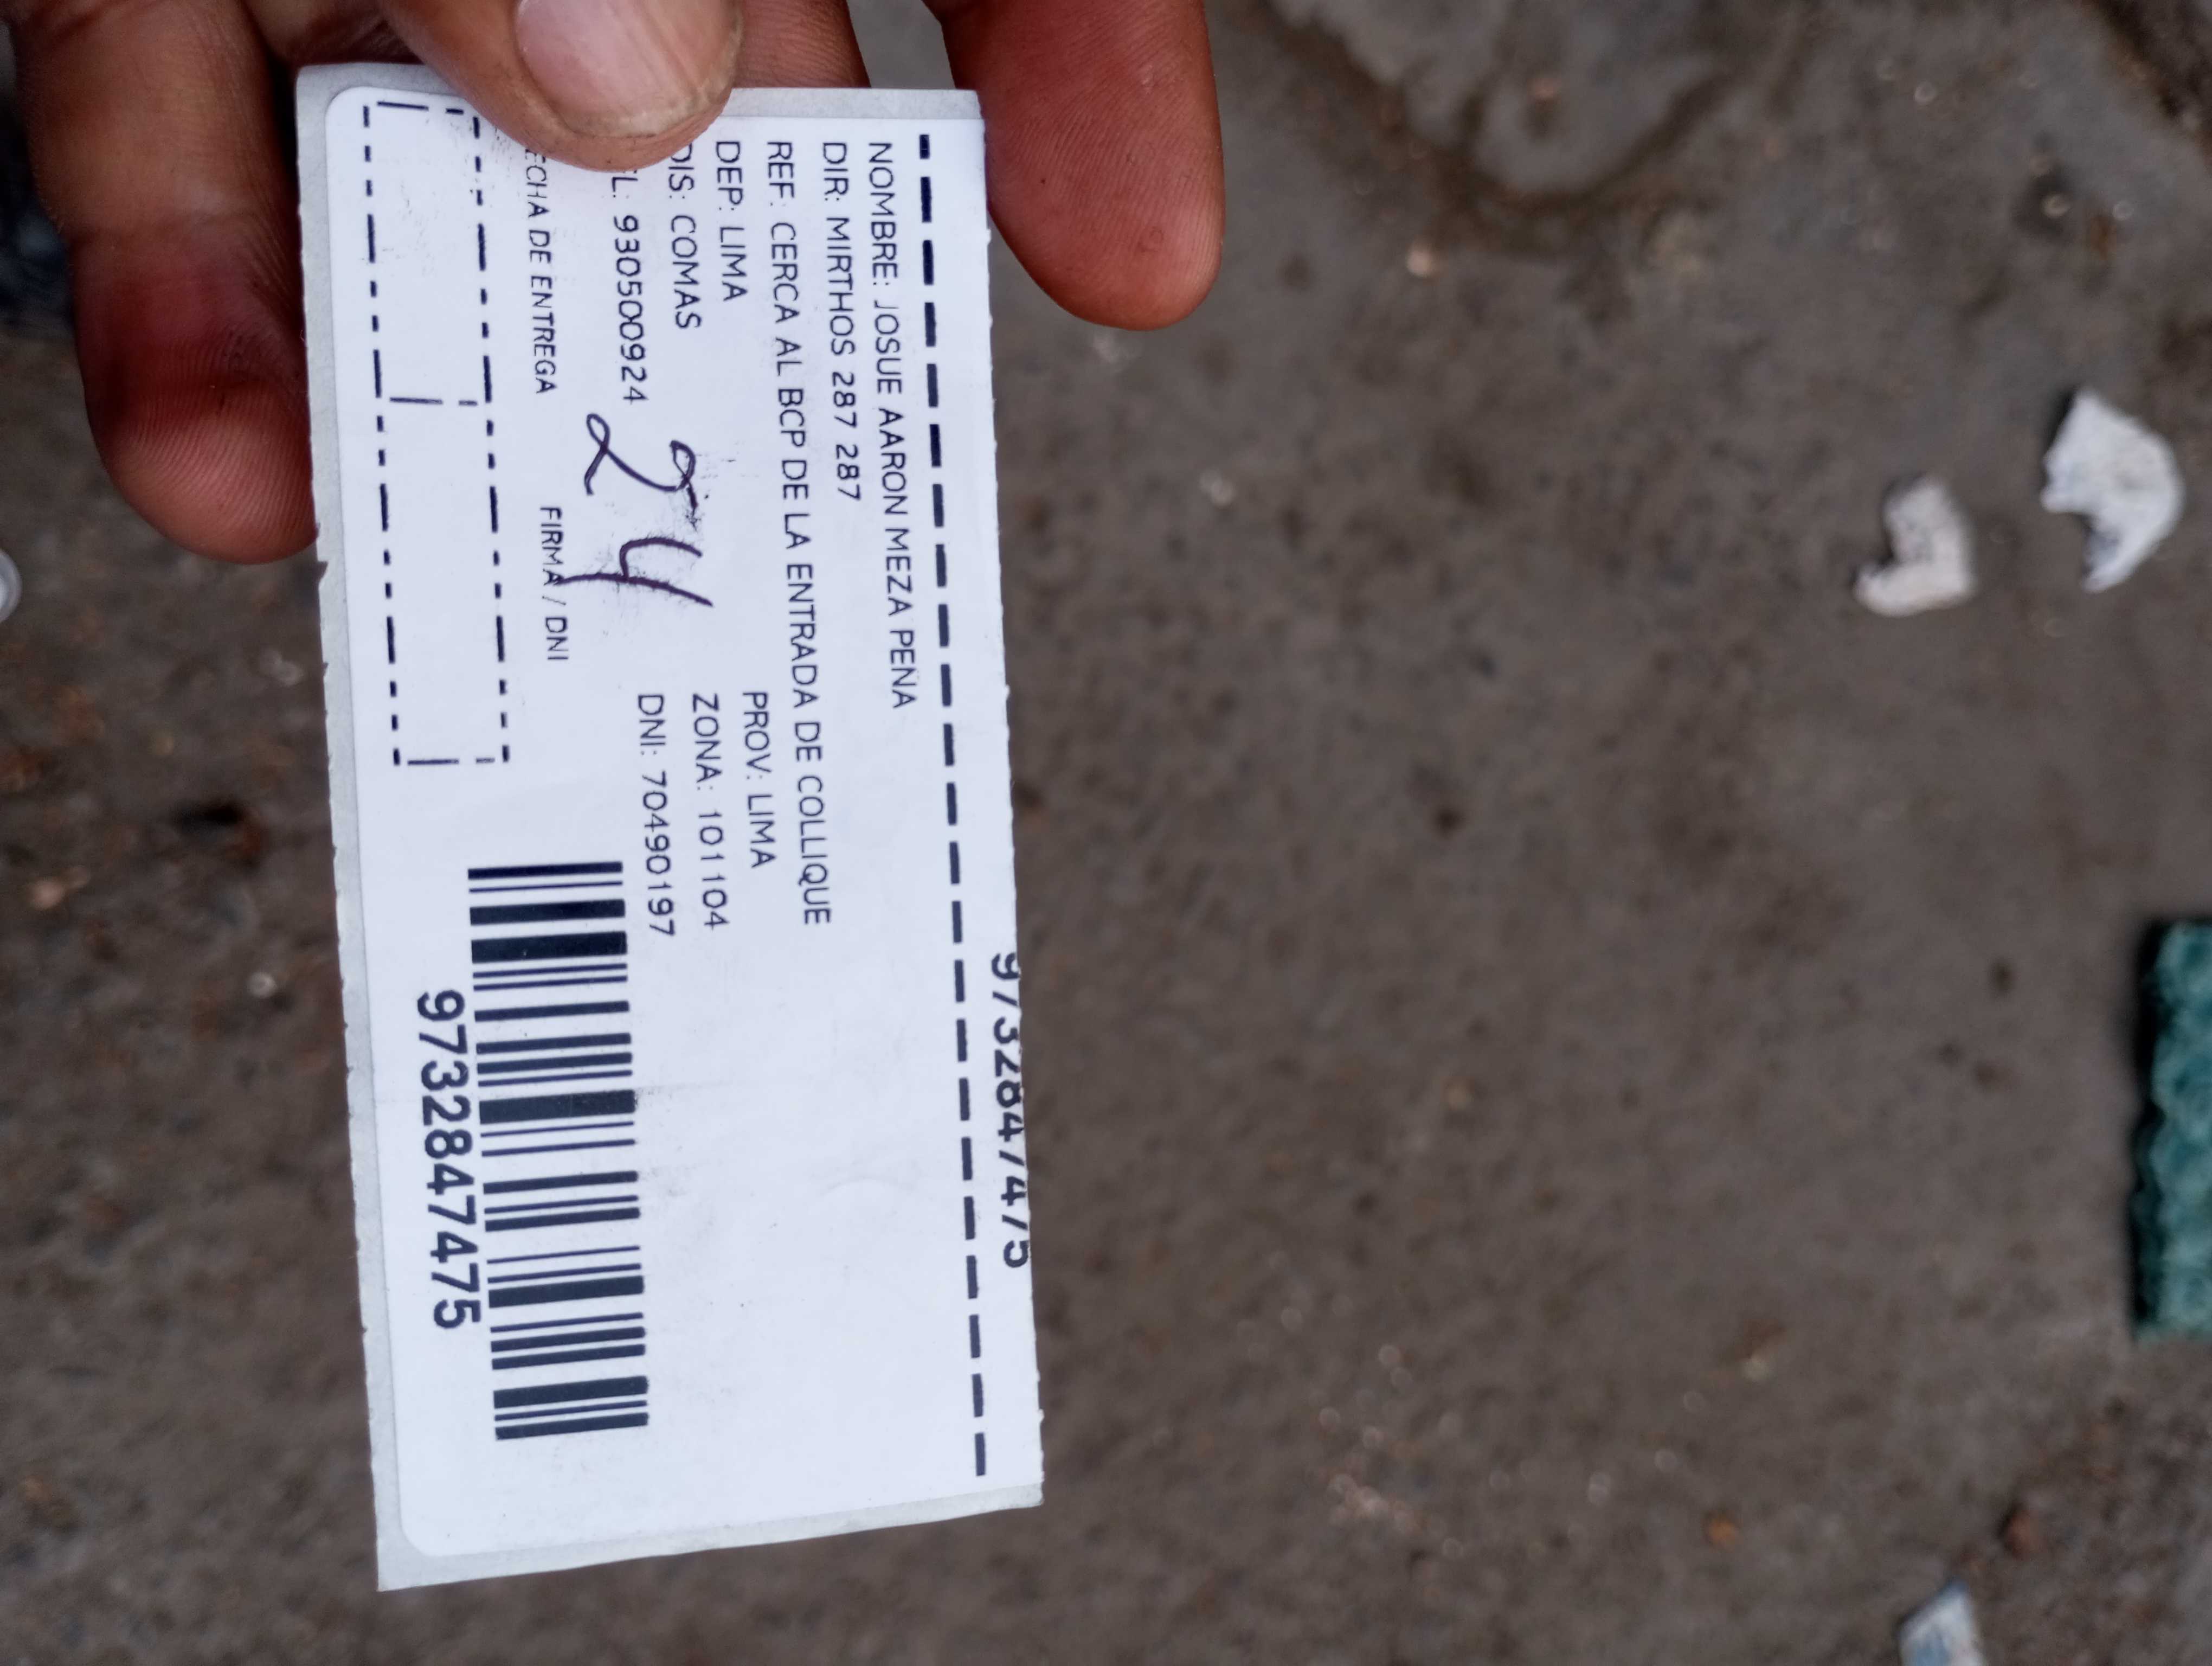 9732847475
NOMBRE: JOSUE AARON MEZA PENA
DIR: MIRTHOS 287 287
REF: CERCA AL BCP DE LA ENTRADA DE COLLIQUE
DEP: LIMA PROV: LIMA
DIS: COMAS ZONA: 101104
L: 930500924 DNI: 70490197
24
ECHA DE ENTREGA FIRMA / DNI
9732847475